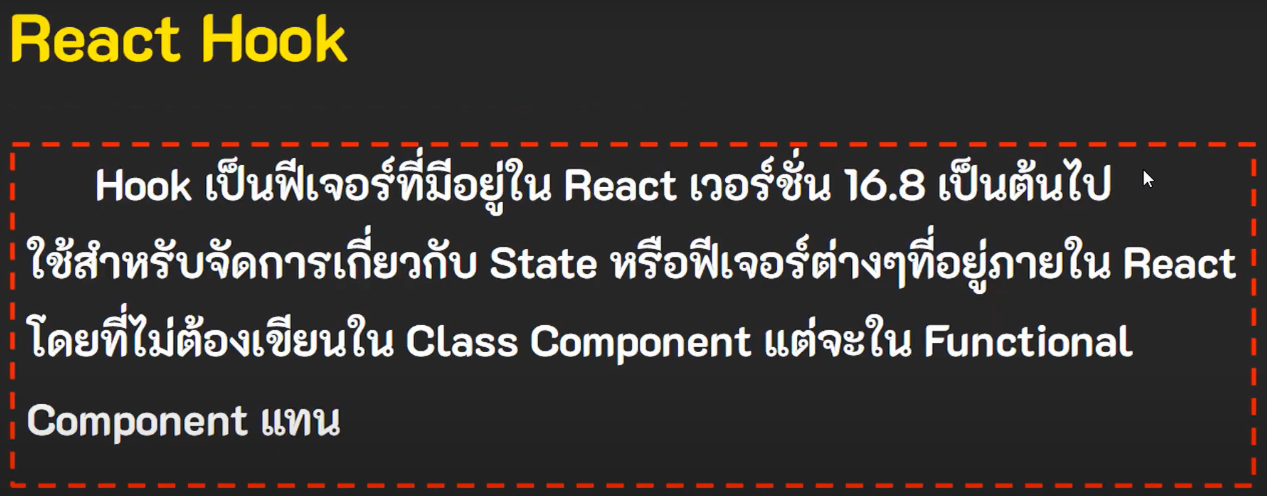 React Hook
Hook เป็นฟีเจอร์ที่มีอยู่ใน React เวอร์ชั่น 16.8 เป็นต้นไป
ใช้สำหรับจัดการเกี่ยวกับ State หรือฟีเจอร์ต่างๆที่อยู่ภายใน React
โดยที่ไม่ต้องเขียนใน Class Component แต่จะใน Functional
Component แทน